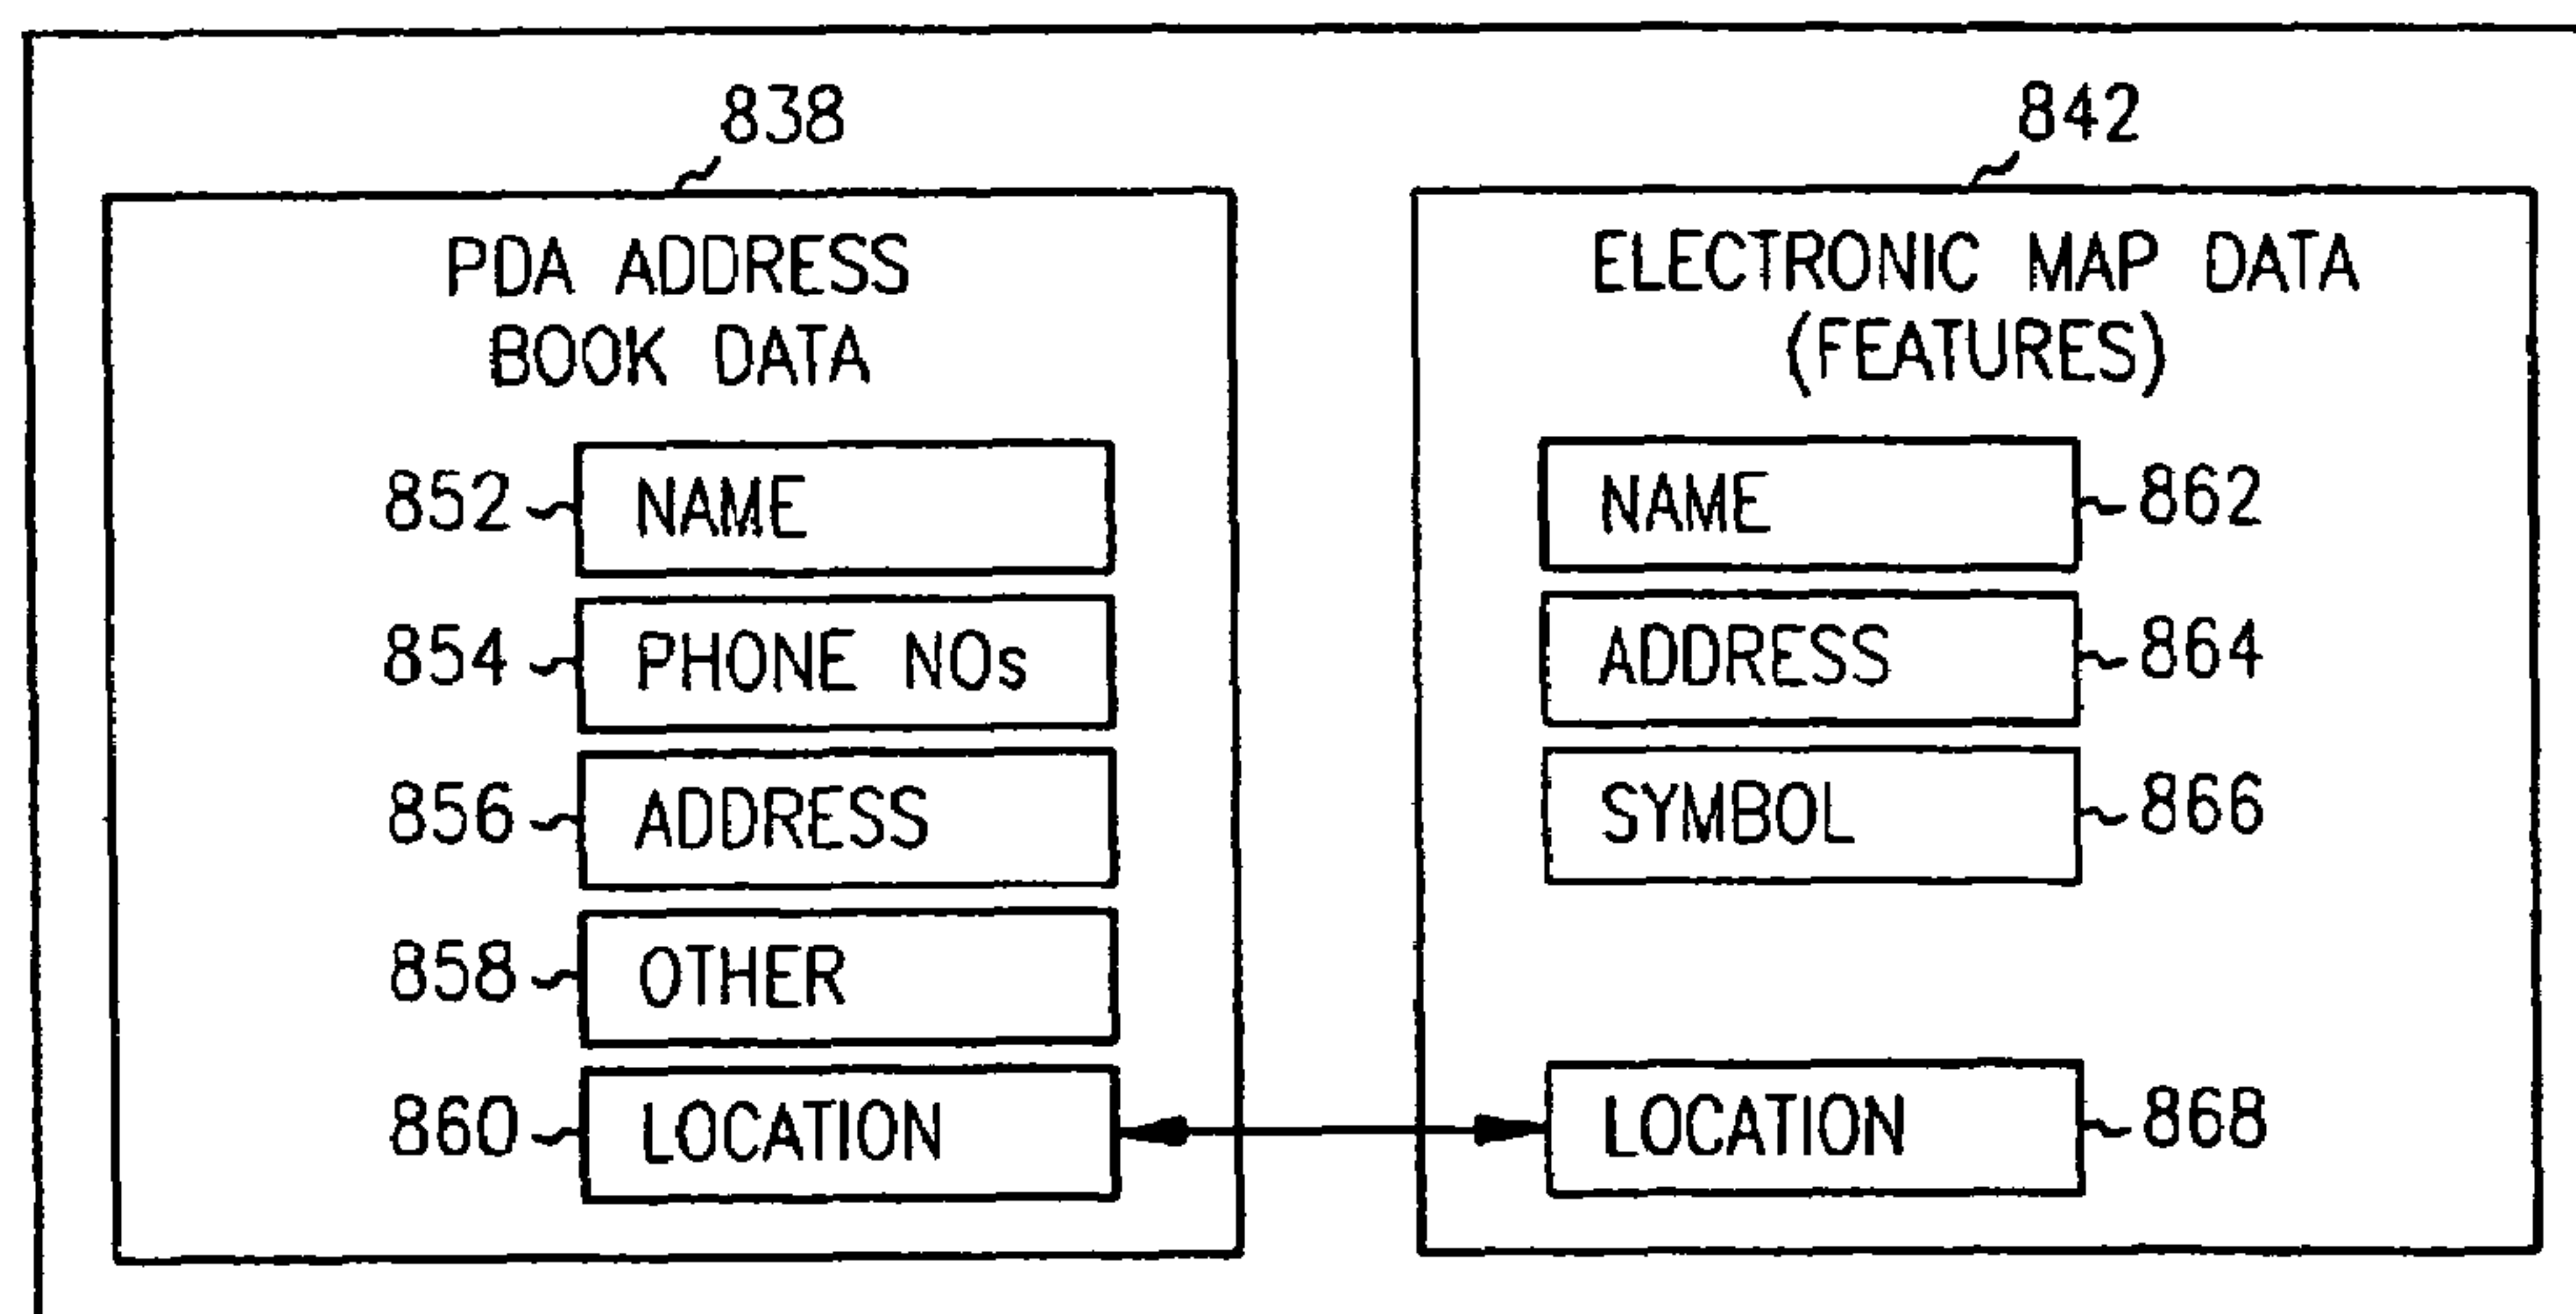 838
PDA ADDRESS
BOOK DATA
852 NAME
854 PHONE NOs
856 ADDRESS
858 OTHER
860 LOCATION
842
ELECTRONIC MAP DATA
(FEATURES)
NAME 862
ADDRESS 864
SYMBOL 866
LOCATION 868